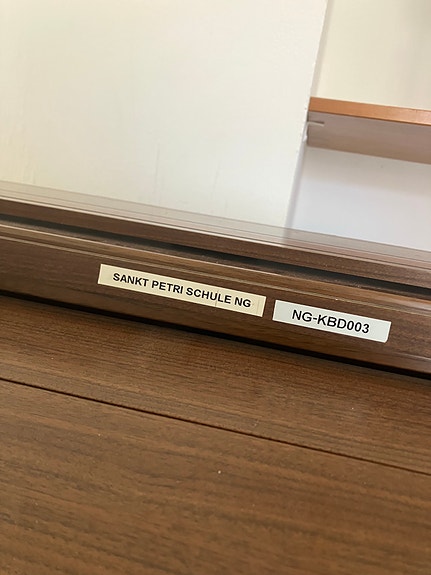 SANKT PETRI SCHULE NG
NG-KBD003